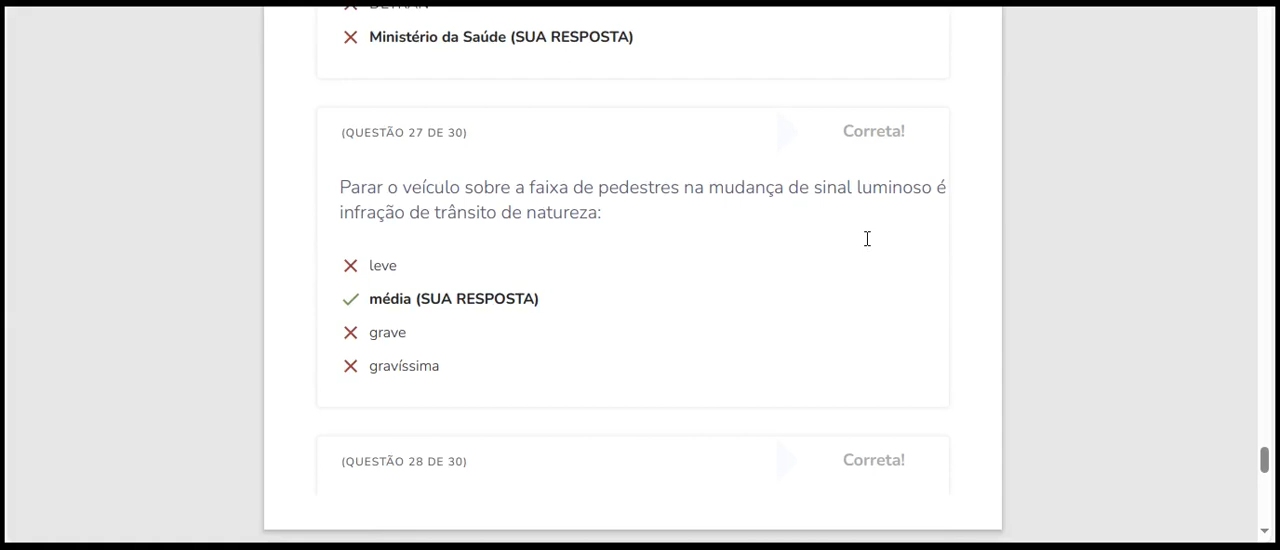 DETRAN
Ministério da Saúde (SUA RESPOSTA)
(QUESTÃO 27 DE 30)
Correta!
Parar o veículo sobre a faixa de pedestres na mudança de sinal luminoso é
infração de trânsito de natureza:
leve
média (SUA RESPOSTA)
grave
gravíssima
(QUESTÃO 28 DE 30)
Correta!